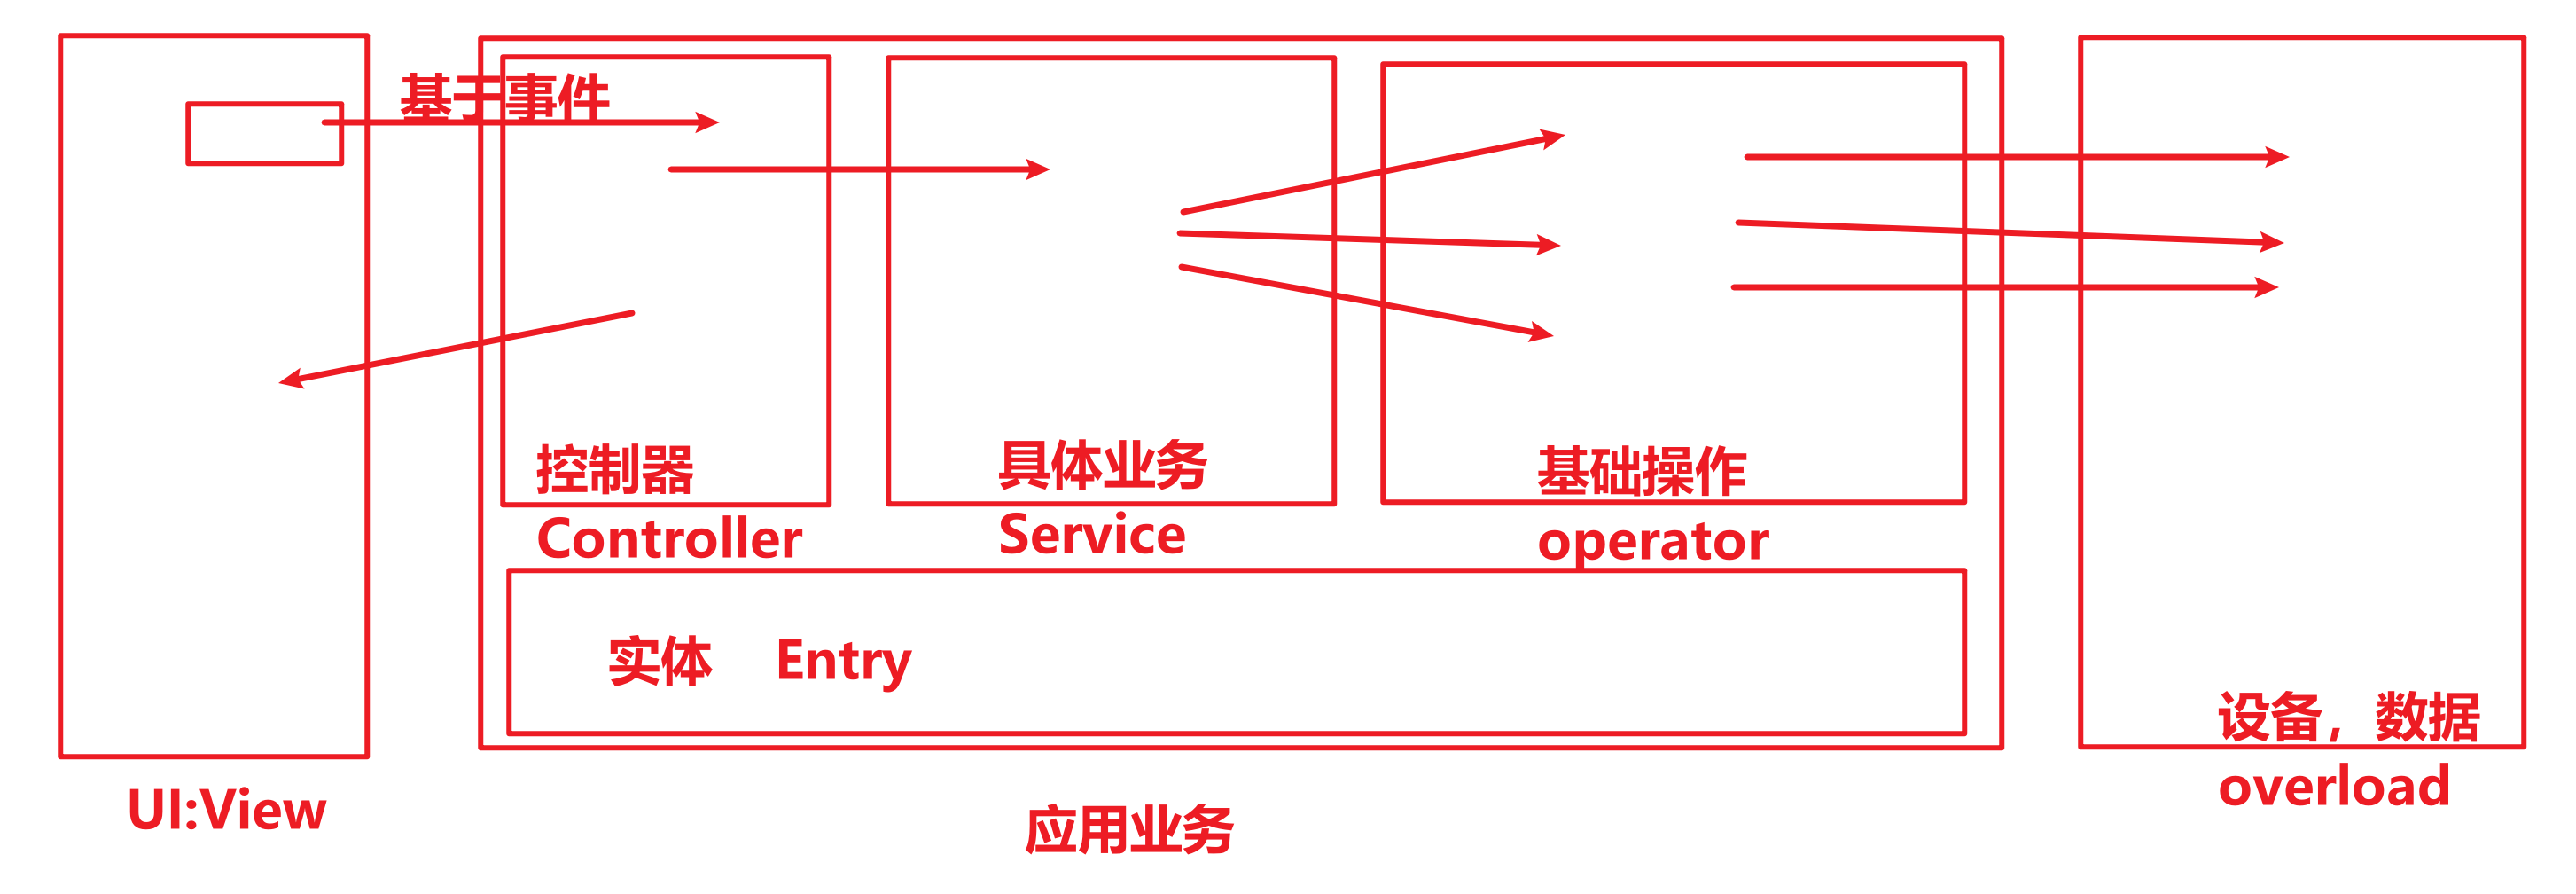 基于事件
控制器
Controller
具体业务
Service
基础操作
operator
实体 Entry
设备，数据
overload
UI:View
应用业务